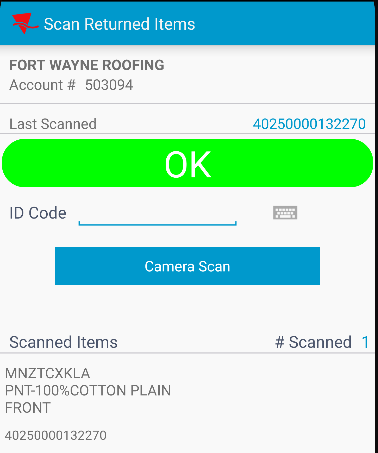 Scan Returned Items
FORT WAYNE ROOFING
Account # 503094
Last Scanned 40250000132270
OK
ID Code
Camera Scan
Scanned Items # Scanned 1
MNZTCXKLA
PNT-100%COTTON PLAIN
FRONT
40250000132270